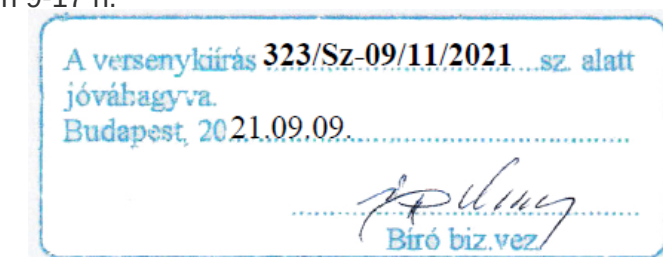 A versenykiírás 323/Sz-09/11/2021 sz. alatt
jóváhagyva.
Budapest, 2021.09.09.
Bíró biz.vez